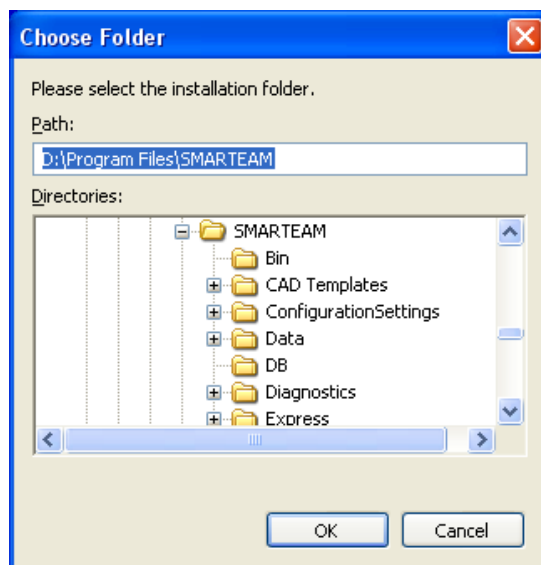 Choose Folder
Please select the installation folder.
Path:
D:\Program Files\SMARTEAM
Directories:
SMARTEAM
Bin
CAD Templates
ConfigurationSettings
Data
DB
Diagnostics
Express
OK Cancel